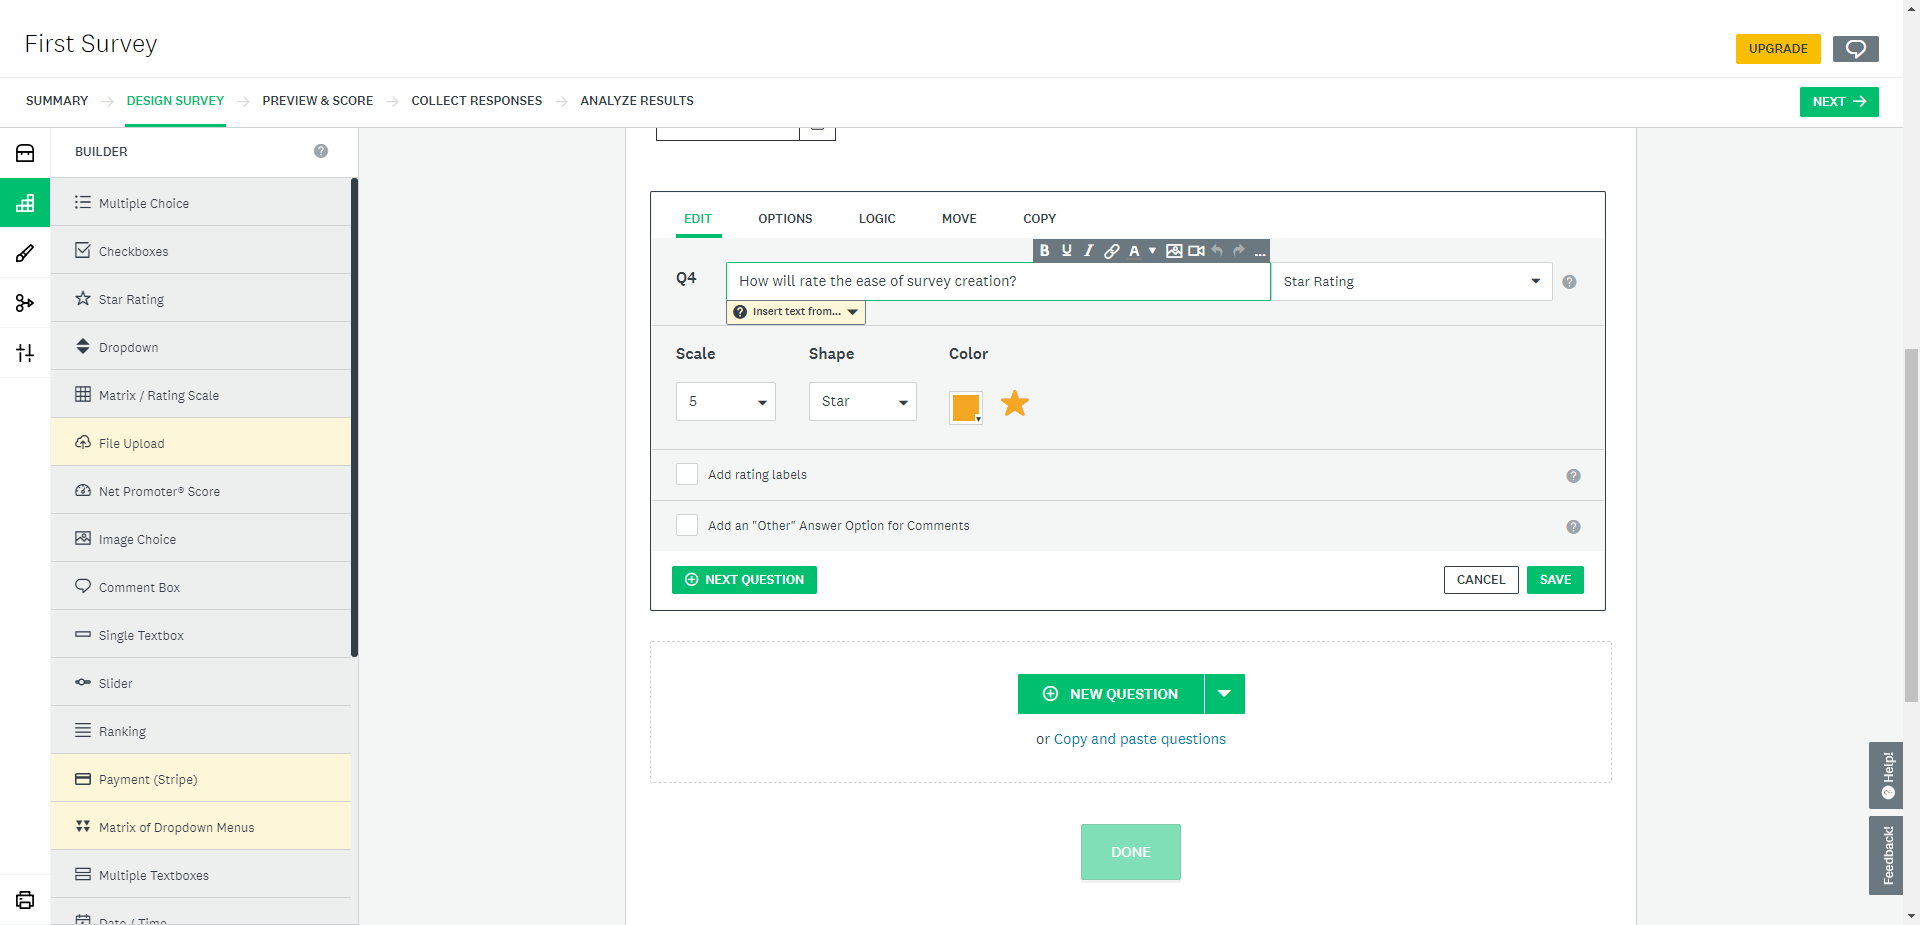 First Survey
UPGRADE
SUMMARY
DESIGN SURVEY
PREVIEW & SCORE
COLLECT RESPONSES
ANALYZE RESULTS
NEXT
BUILDER
Multiple Choice
Checkboxes
Star Rating
Dropdown
Matrix / Rating Scale
File Upload
Net Promoter® Score
Image Choice
Comment Box
Single Textbox
Slider
Ranking
Payment (Stripe)
Matrix of Dropdown Menus
Multiple Textboxes
Date / Time
EDIT
OPTIONS
LOGIC
MOVE
COPY
B U I A ...
Q4
How will rate the ease of survey creation?
Star Rating
Insert text from...
Scale
Shape
Color
5
Star
Add rating labels
Add an "Other" Answer Option for Comments
NEXT QUESTION
CANCEL
SAVE
NEW QUESTION
or Copy and paste questions
DONE
Help!
Feedback!